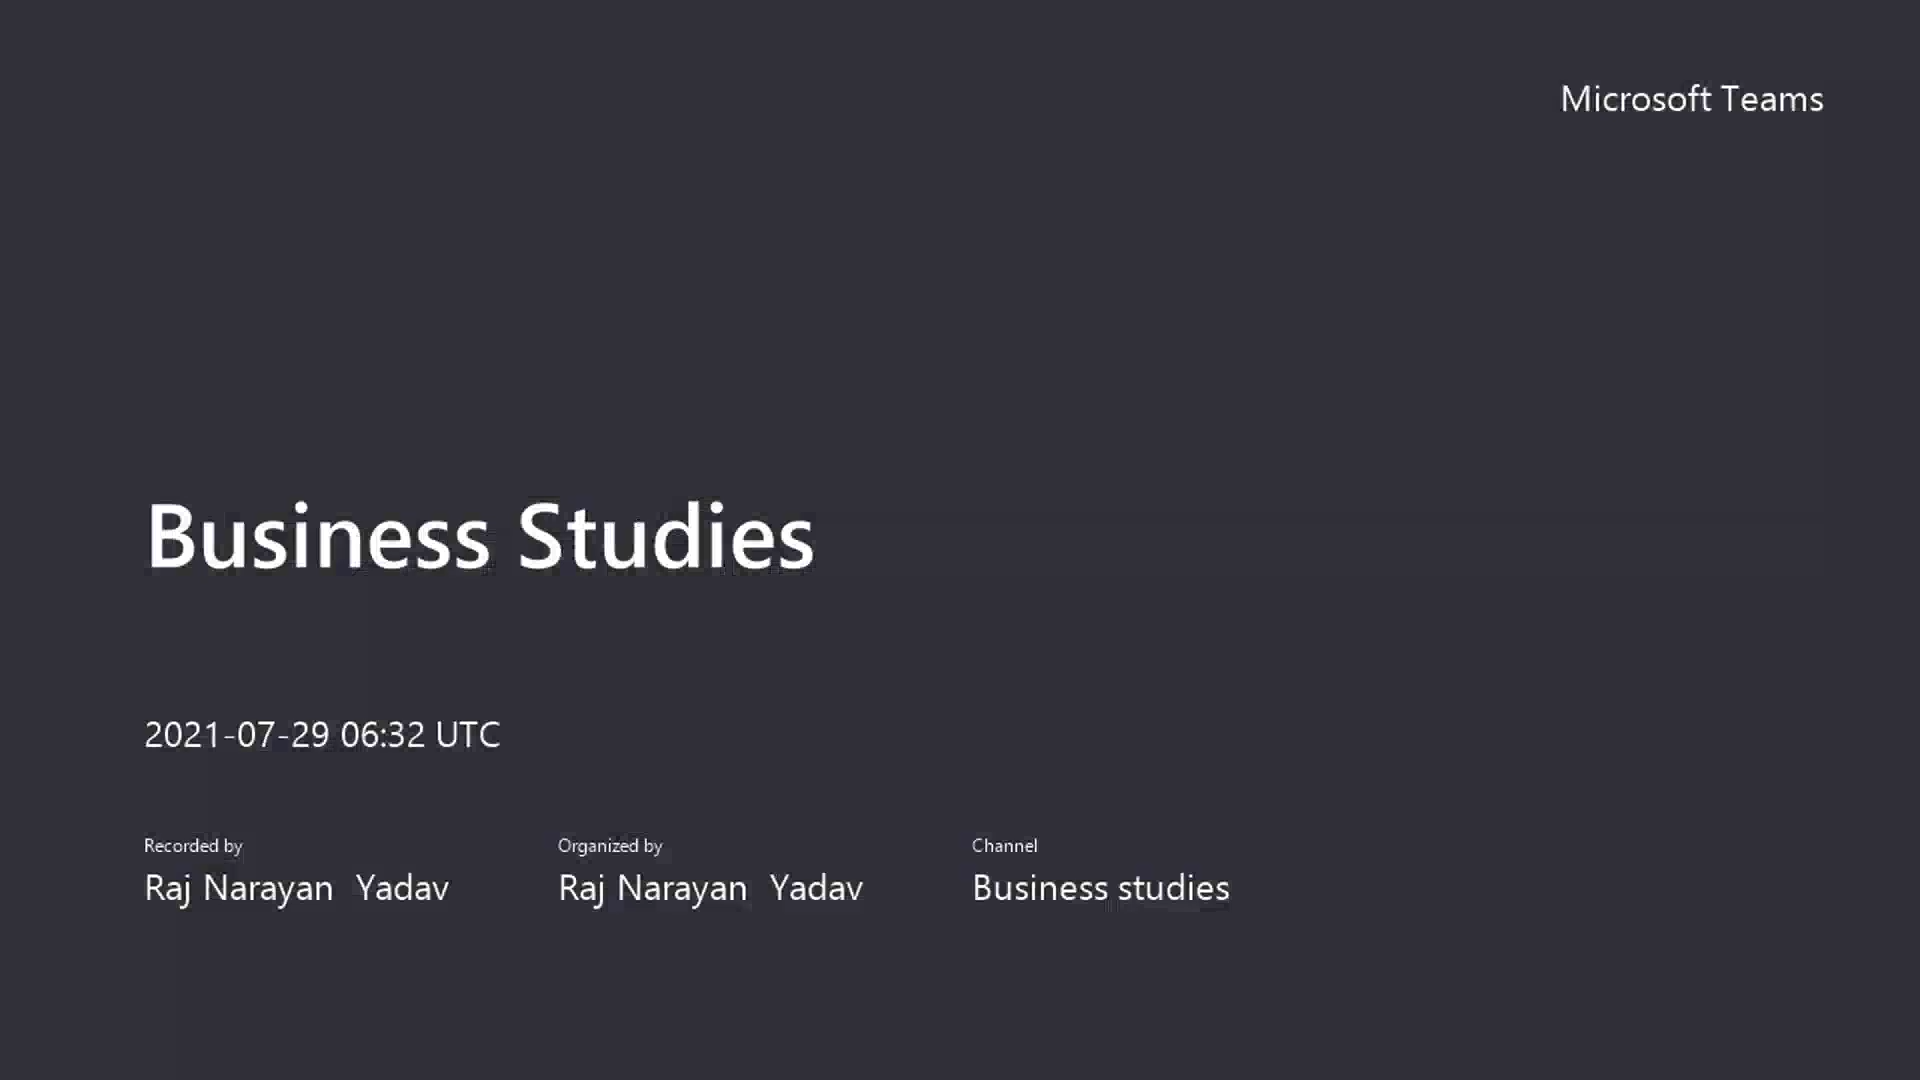 Microsoft Teams
Business Studies
2021-07-29 06:32 UTC
Recorded by
Raj Narayan  Yadav
Organized by
Raj Narayan  Yadav
Channel
Business studies